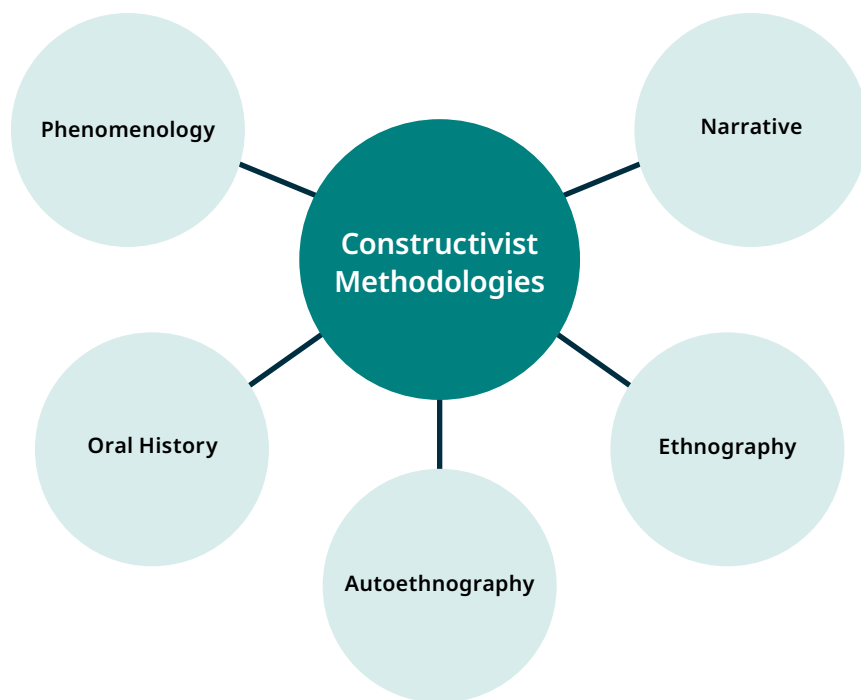 Phenomenology
Narrative
Constructivist
Methodologies
Oral History
Ethnography
Autoethnography